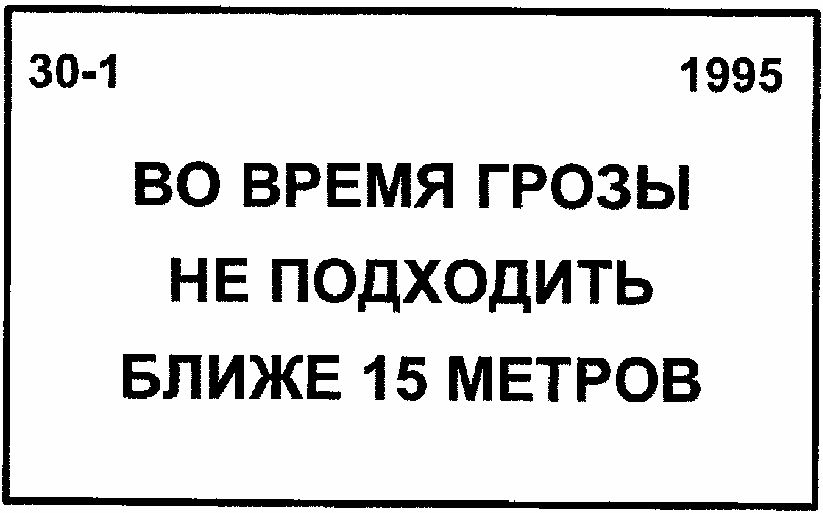 30-1 1995
ВО ВРЕМЯ ГРОЗЫ
НЕ ПОДХОДИТЬ
БЛИЖЕ 15 МЕТРОВ